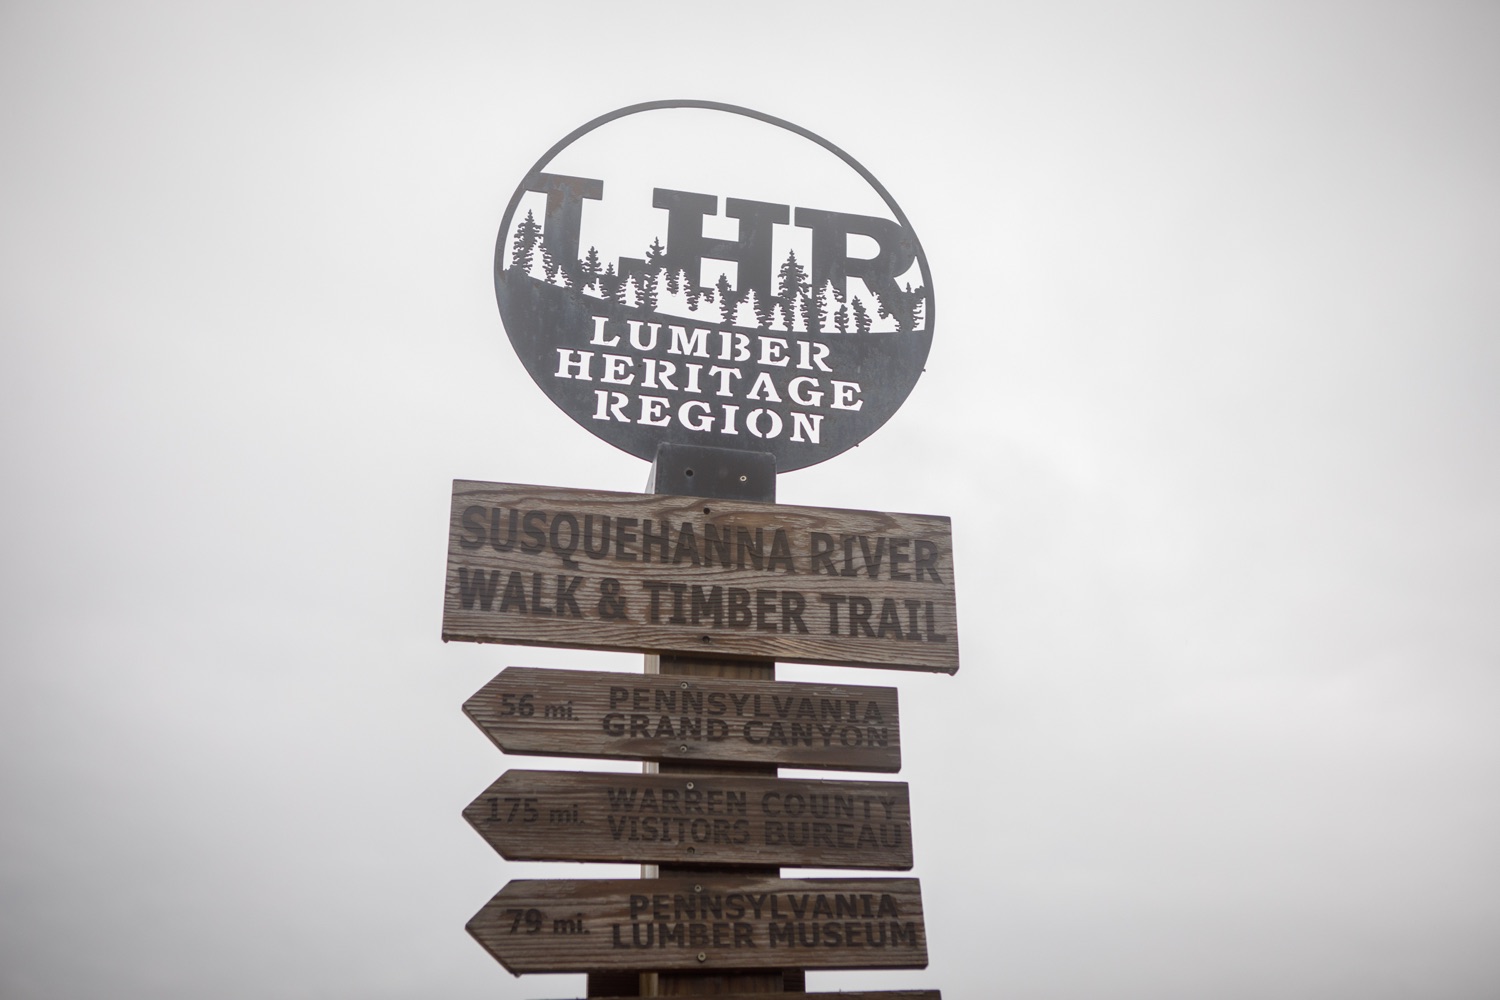 LHR
LUMBER
HERITAGE
REGION
SUSQUEHANNA RIVER
WALK & TIMBER TRAIL
56 mi.
PENNSYLVANIA
GRAND CANYON
175 mi.
WARREN COUNTY
VISITORS BUREAU
79 mi.
PENNSYLVANIA
LUMBER MUSEUM